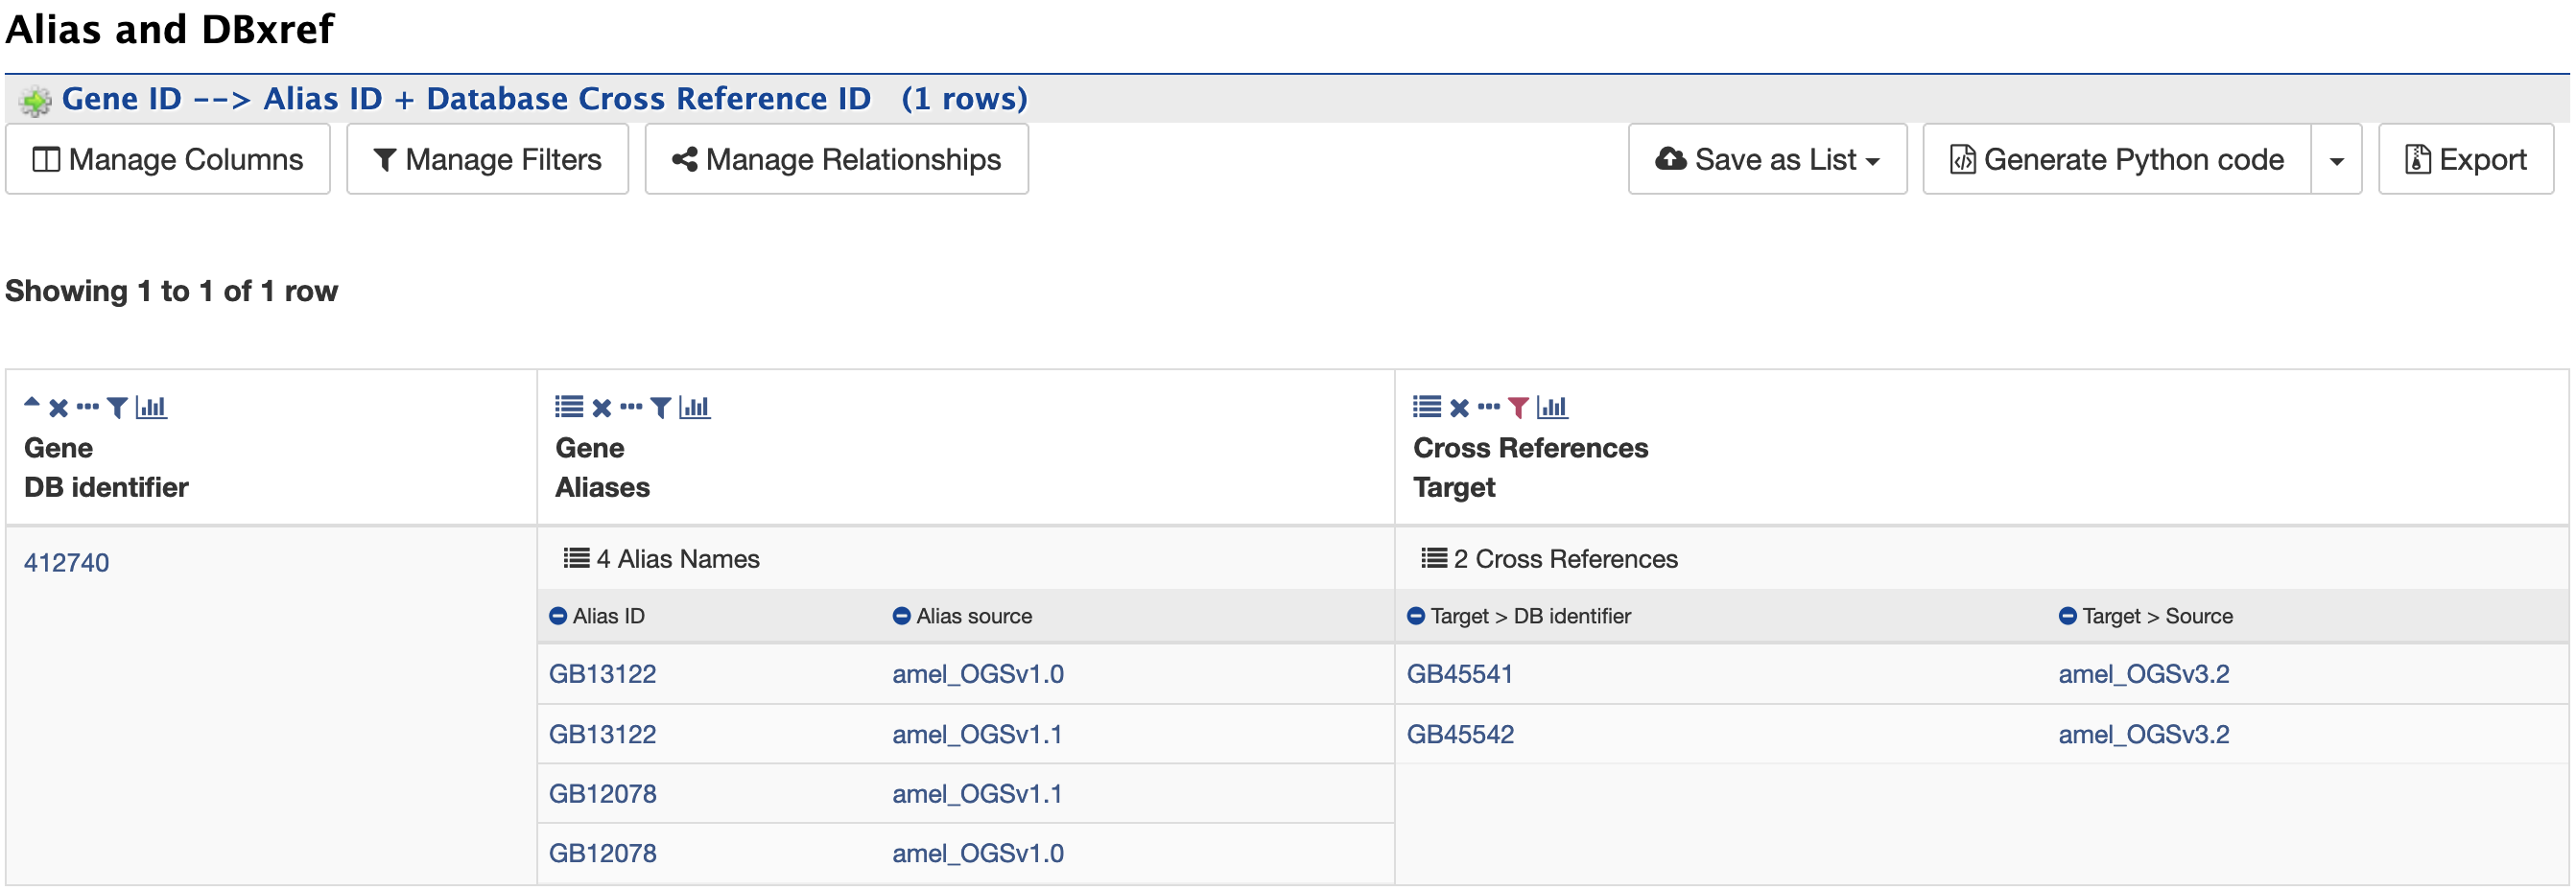 Alias and DBxref
Gene ID --> Alias ID + Database Cross Reference ID (1 rows)
Manage Columns Manage Filters Manage Relationships Save as List Generate Python code Export
Showing 1 to 1 of 1 row
Gene Gene Cross References
DB identifier Aliases Target
412740 4 Alias Names 2 Cross References
Alias ID Alias source Target > DB identifier Target > Source
GB13122 amel_OGSv1.0 GB45541 amel_OGSv3.2
GB13122 amel_OGSv1.1 GB45542 amel_OGSv3.2
GB12078 amel_OGSv1.1
GB12078 amel_OGSv1.0